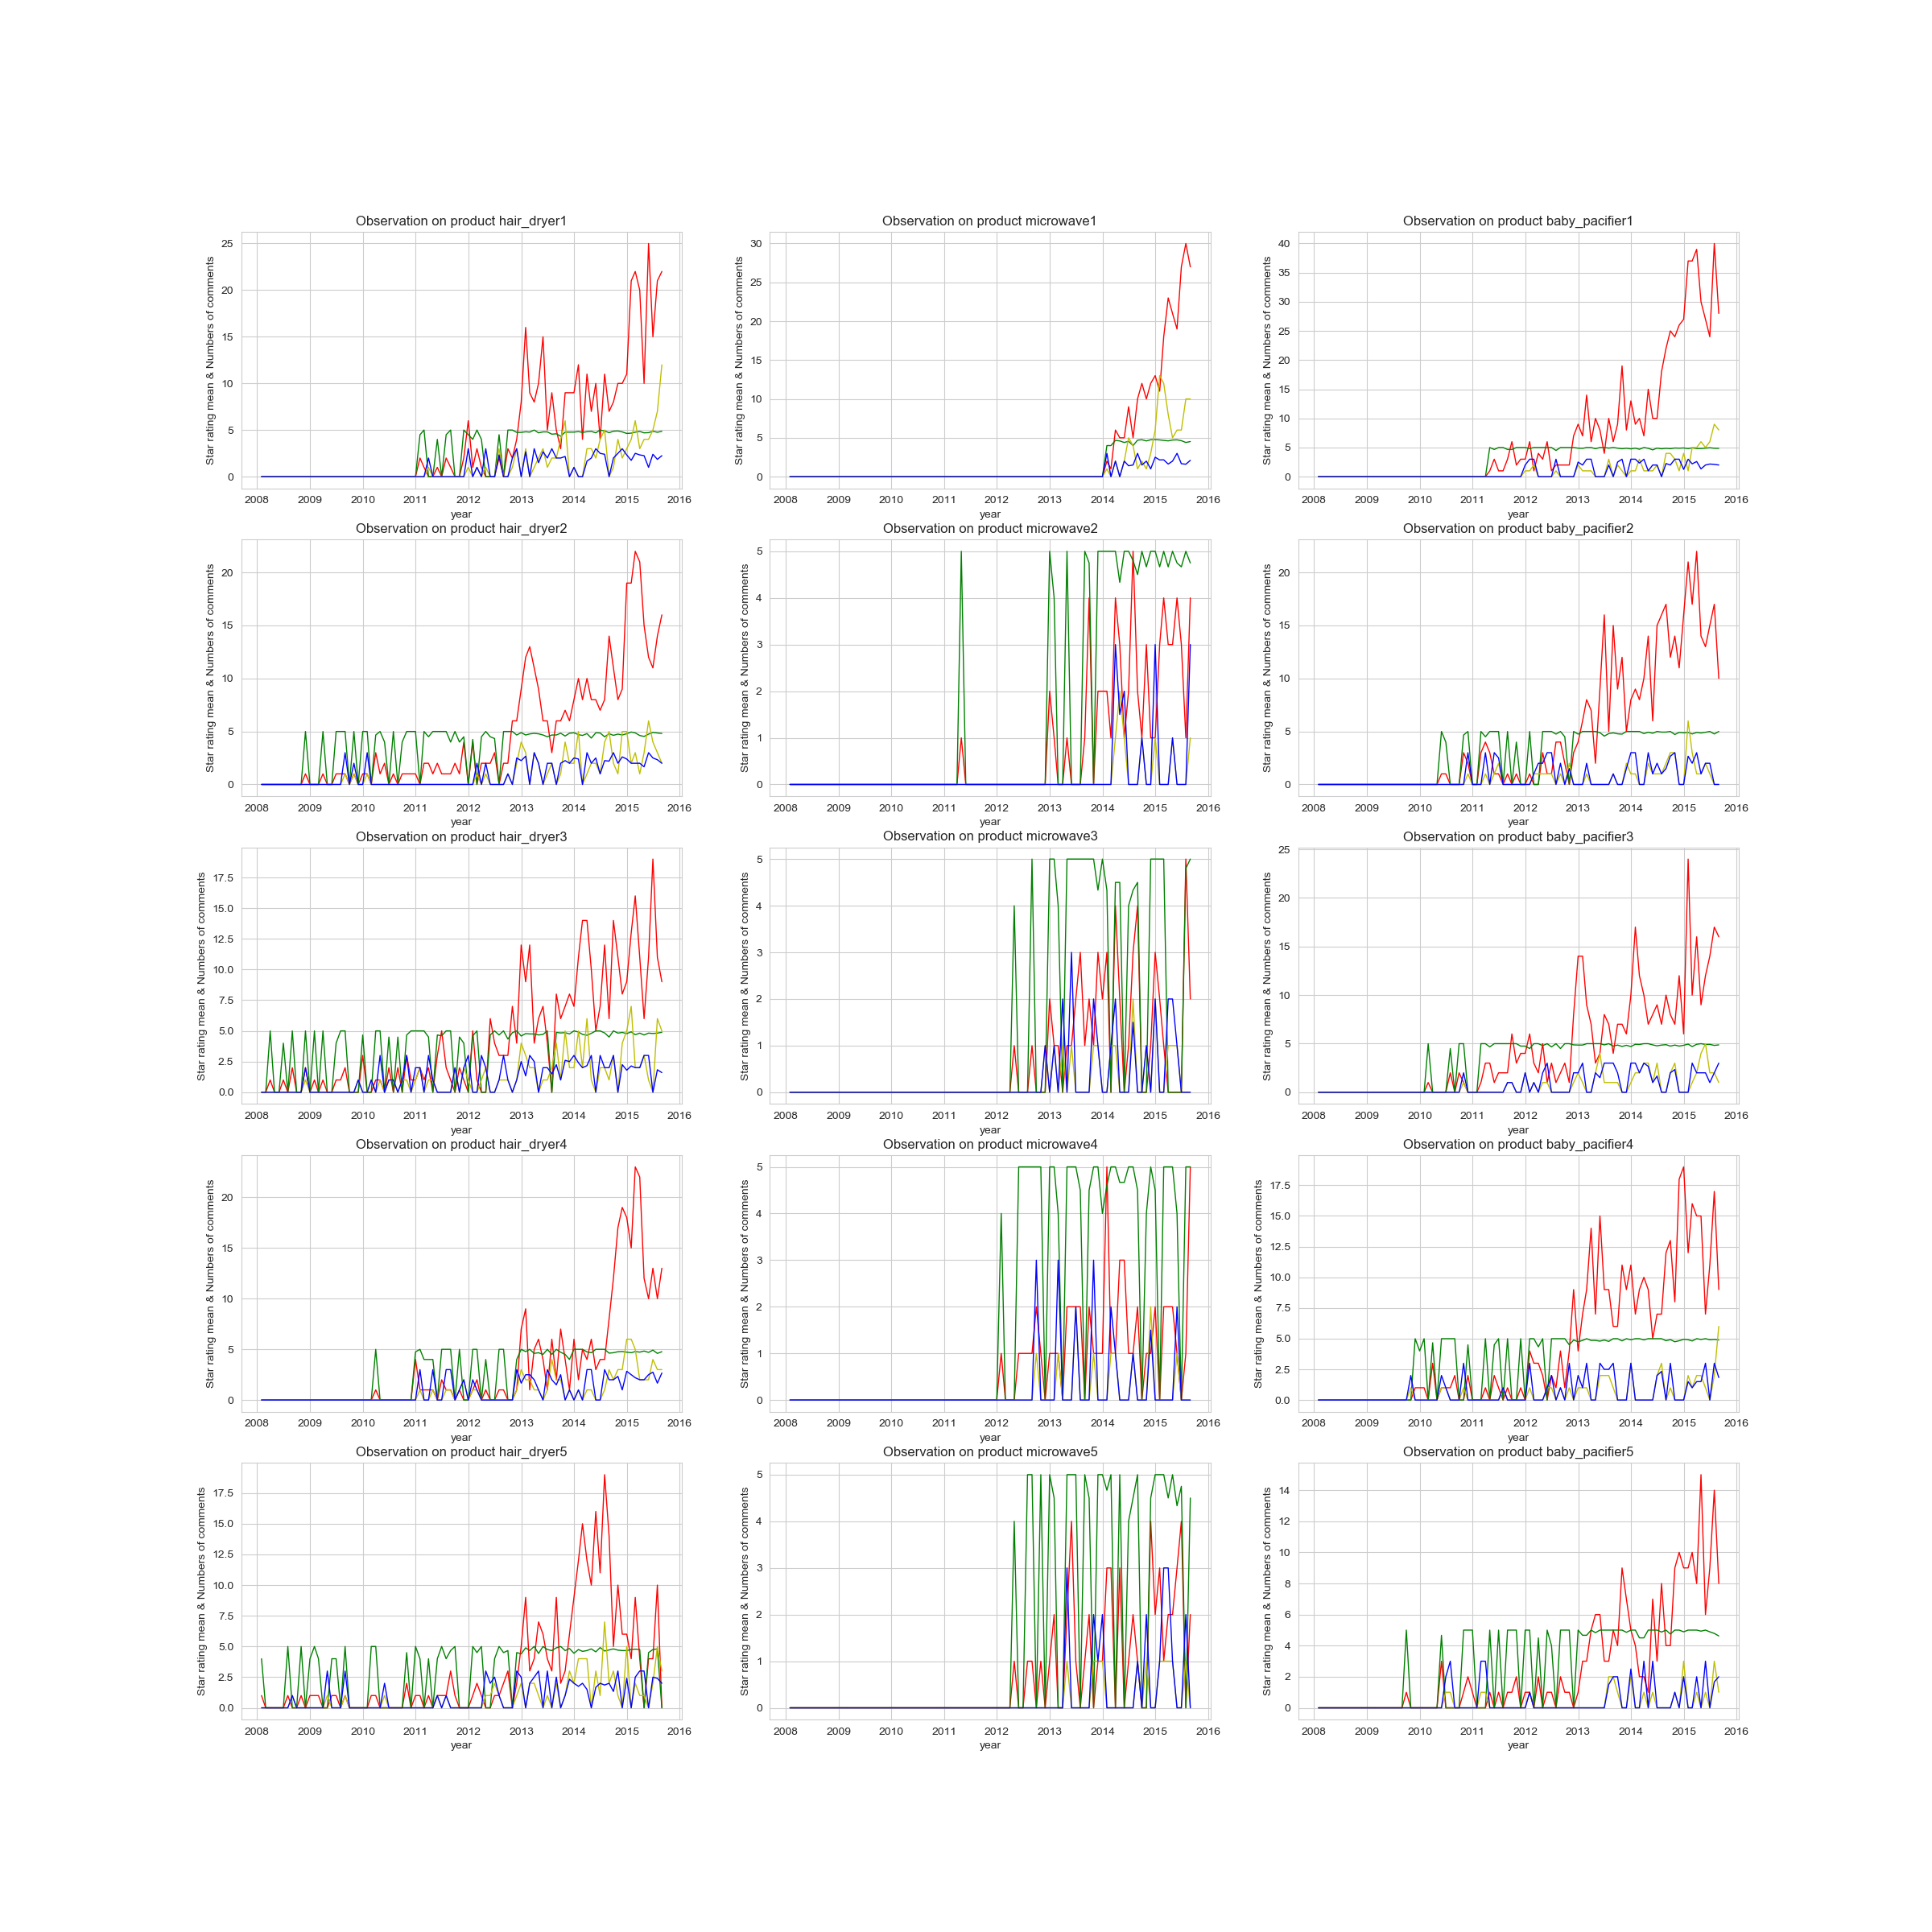 Observation on product hair_dryer1
Star rating mean & Numbers of comments
25
20
15
10
5
0
2008 2009 2010 2011 2012 2013 2014 2015 2016
year
Observation on product microwave1
Star rating mean & Numbers of comments
30
25
20
15
10
5
0
2008 2009 2010 2011 2012 2013 2014 2015 2016
year
Observation on product baby_pacifier1
Star rating mean & Numbers of comments
40
35
30
25
20
15
10
5
0
2008 2009 2010 2011 2012 2013 2014 2015 2016
year
Observation on product hair_dryer2
Star rating mean & Numbers of comments
20
15
10
5
0
2008 2009 2010 2011 2012 2013 2014 2015 2016
year
Observation on product microwave2
Star rating mean & Numbers of comments
5
4
3
2
1
0
2008 2009 2010 2011 2012 2013 2014 2015 2016
year
Observation on product baby_pacifier2
Star rating mean & Numbers of comments
20
15
10
5
0
2008 2009 2010 2011 2012 2013 2014 2015 2016
year
Observation on product hair_dryer3
Star rating mean & Numbers of comments
17.5
15.0
12.5
10.0
7.5
5.0
2.5
0.0
2008 2009 2010 2011 2012 2013 2014 2015 2016
year
Observation on product microwave3
Star rating mean & Numbers of comments
5
4
3
2
1
0
2008 2009 2010 2011 2012 2013 2014 2015 2016
year
Observation on product baby_pacifier3
Star rating mean & Numbers of comments
25
20
15
10
5
0
2008 2009 2010 2011 2012 2013 2014 2015 2016
year
Observation on product hair_dryer4
Star rating mean & Numbers of comments
20
15
10
5
0
2008 2009 2010 2011 2012 2013 2014 2015 2016
year
Observation on product microwave4
Star rating mean & Numbers of comments
5
4
3
2
1
0
2008 2009 2010 2011 2012 2013 2014 2015 2016
year
Observation on product baby_pacifier4
Star rating mean & Numbers of comments
17.5
15.0
12.5
10.0
7.5
5.0
2.5
0.0
2008 2009 2010 2011 2012 2013 2014 2015 2016
year
Observation on product hair_dryer5
Star rating mean & Numbers of comments
17.5
15.0
12.5
10.0
7.5
5.0
2.5
0.0
2008 2009 2010 2011 2012 2013 2014 2015 2016
year
Observation on product microwave5
Star rating mean & Numbers of comments
5
4
3
2
1
0
2008 2009 2010 2011 2012 2013 2014 2015 2016
year
Observation on product baby_pacifier5
Star rating mean & Numbers of comments
14
12
10
8
6
4
2
0
2008 2009 2010 2011 2012 2013 2014 2015 2016
year